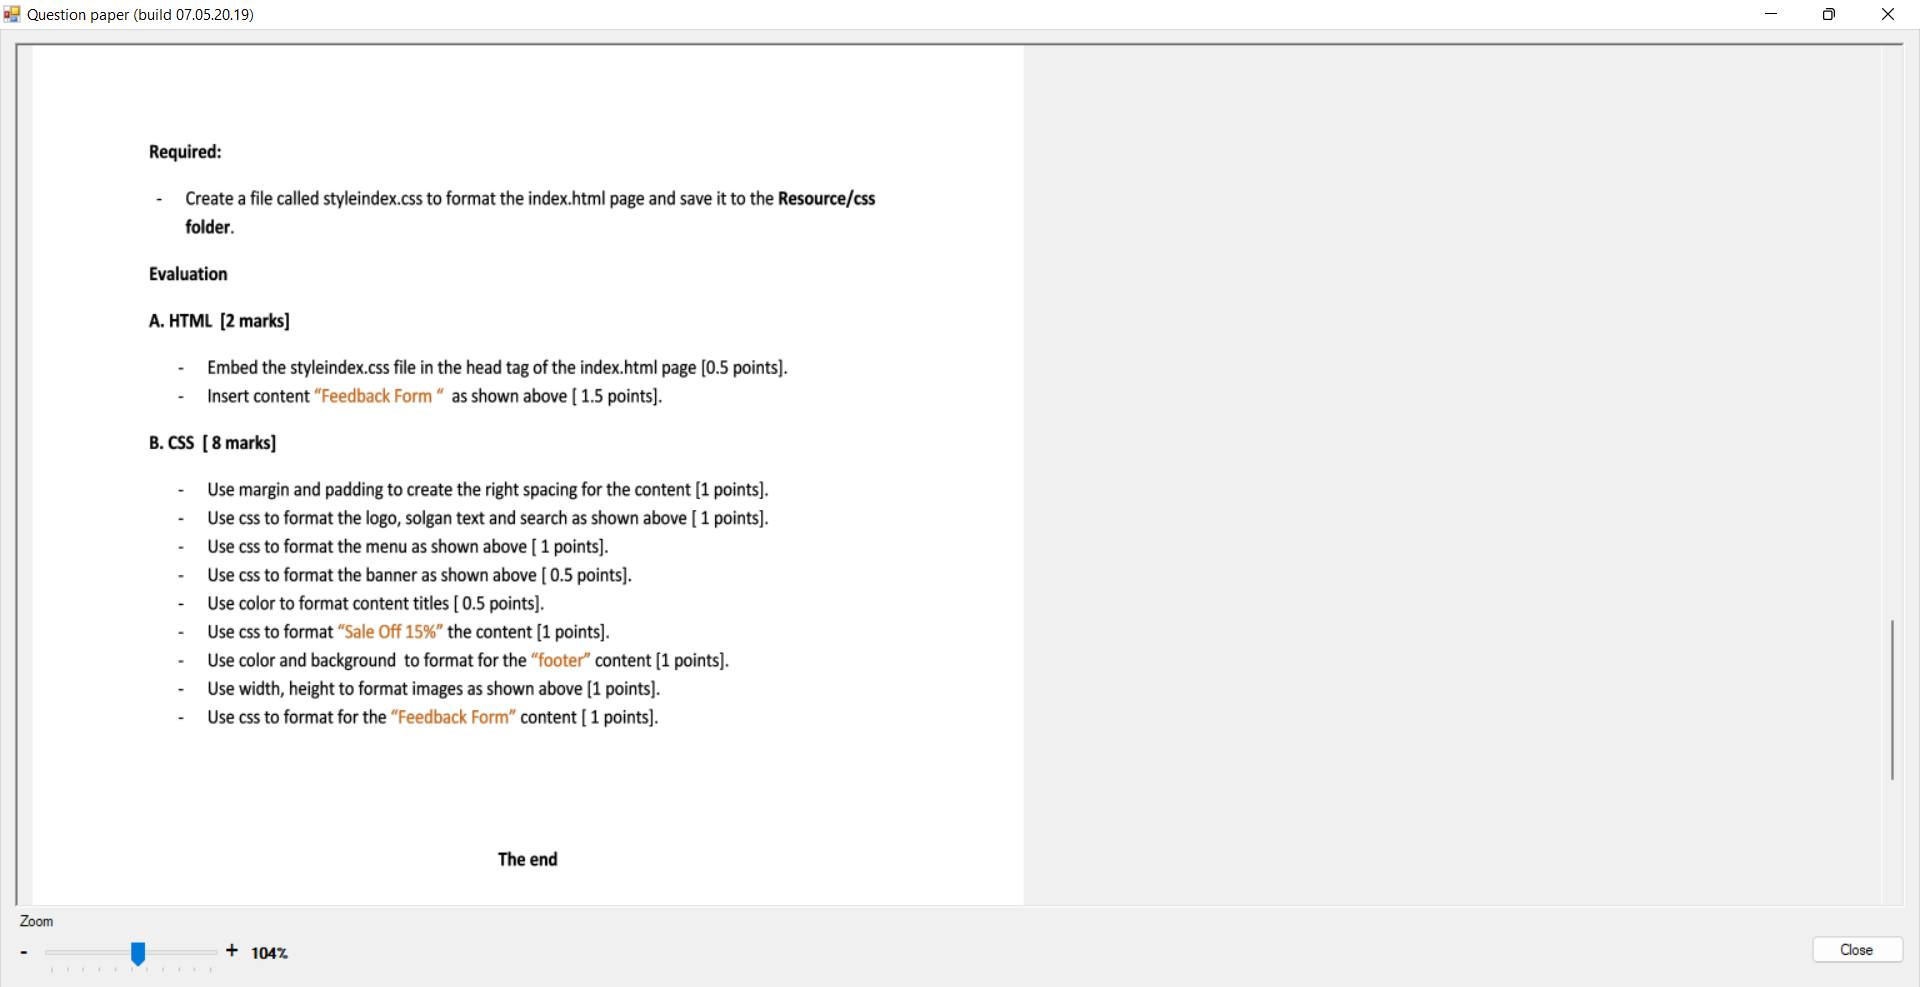 Question paper (build 07.05.20.19)
Required:
- Create a file called styleindex.css to format the index.html page and save it to the Resource/css
folder.
Evaluation
A. HTML [2 marks]
- Embed the styleindex.css file in the head tag of the index.html page [0.5 points].
- Insert content “Feedback Form “ as shown above [ 1.5 points].
B. CSS [ 8 marks]
- Use margin and padding to create the right spacing for the content [1 points].
- Use css to format the logo, solgan text and search as shown above [ 1 points].
- Use css to format the menu as shown above [ 1 points].
- Use css to format the banner as shown above [ 0.5 points].
- Use color to format content titles [ 0.5 points].
- Use css to format “Sale Off 15%” the content [1 points].
- Use color and background to format for the “footer” content [1 points].
- Use width, height to format images as shown above [1 points].
- Use css to format for the “Feedback Form” content [ 1 points].
The end
Zoom
- + 104%
Close